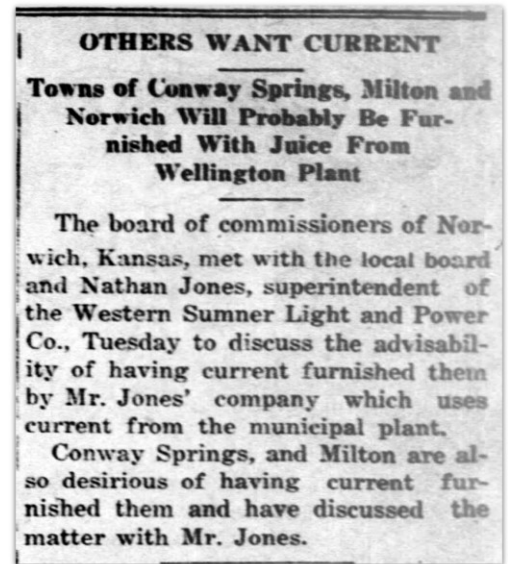 OTHERS WANT CURRENT
Towns of Conway Springs, Milton and
Norwich Will Probably Be Fur-
nished With Juice From
Wellington Plant
The board of commissioners of Nor-
wich, Kansas, met with the local board
and Nathan Jones, superintendent of
the Western Sumner Light and Power
Co., Tuesday to discuss the advisabil-
ity of having current furnished them
by Mr. Jones' company which uses
current from the municipal plant.
Conway Springs, and Milton are al-
so desirious of having current fur-
nished them and have discussed the
matter with Mr. Jones.